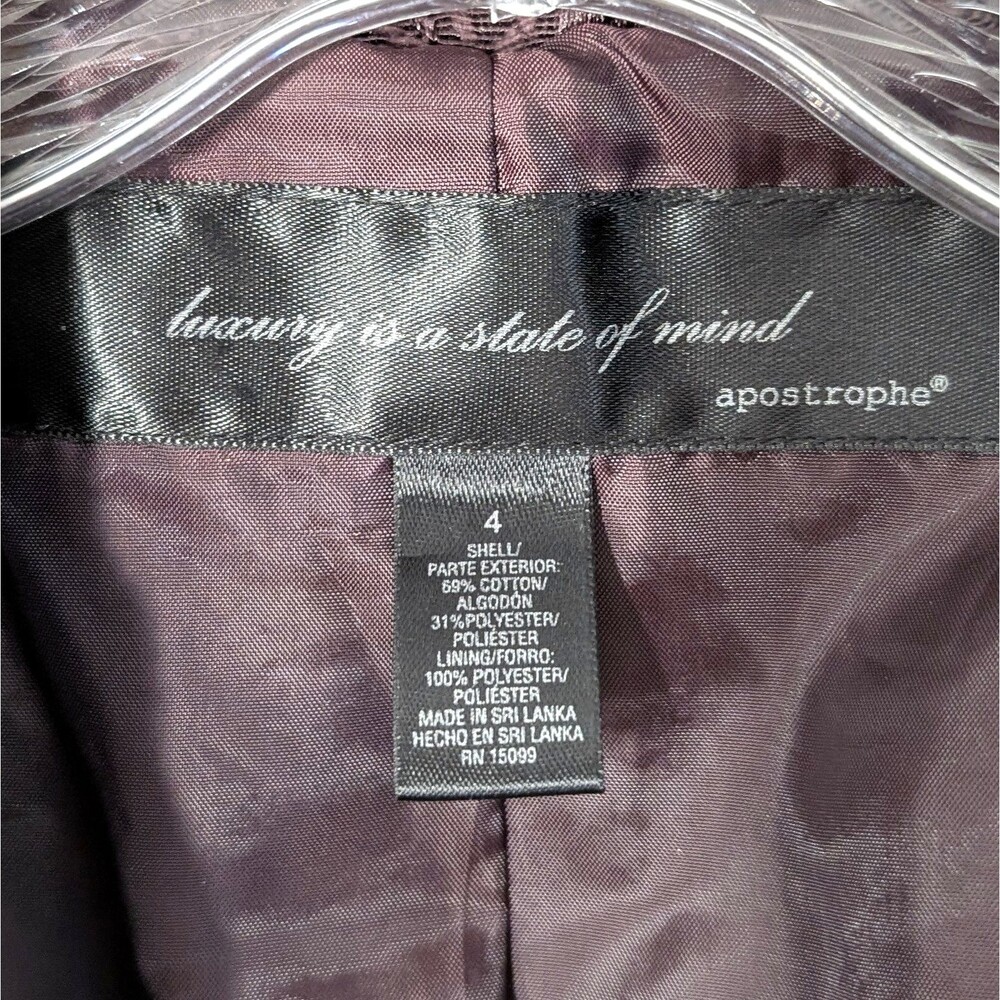 luxury is a state of mind
apostrophe®
4
SHELL/
PARTE EXTERIOR:
69% COTTON/
ALGODÓN
31%POLYESTER/
POLIÉSTER
LINING/FORRO:
100% POLYESTER/
POLIÉSTER
MADE IN SRI LANKA
HECHO EN SRI LANKA
RN 15099